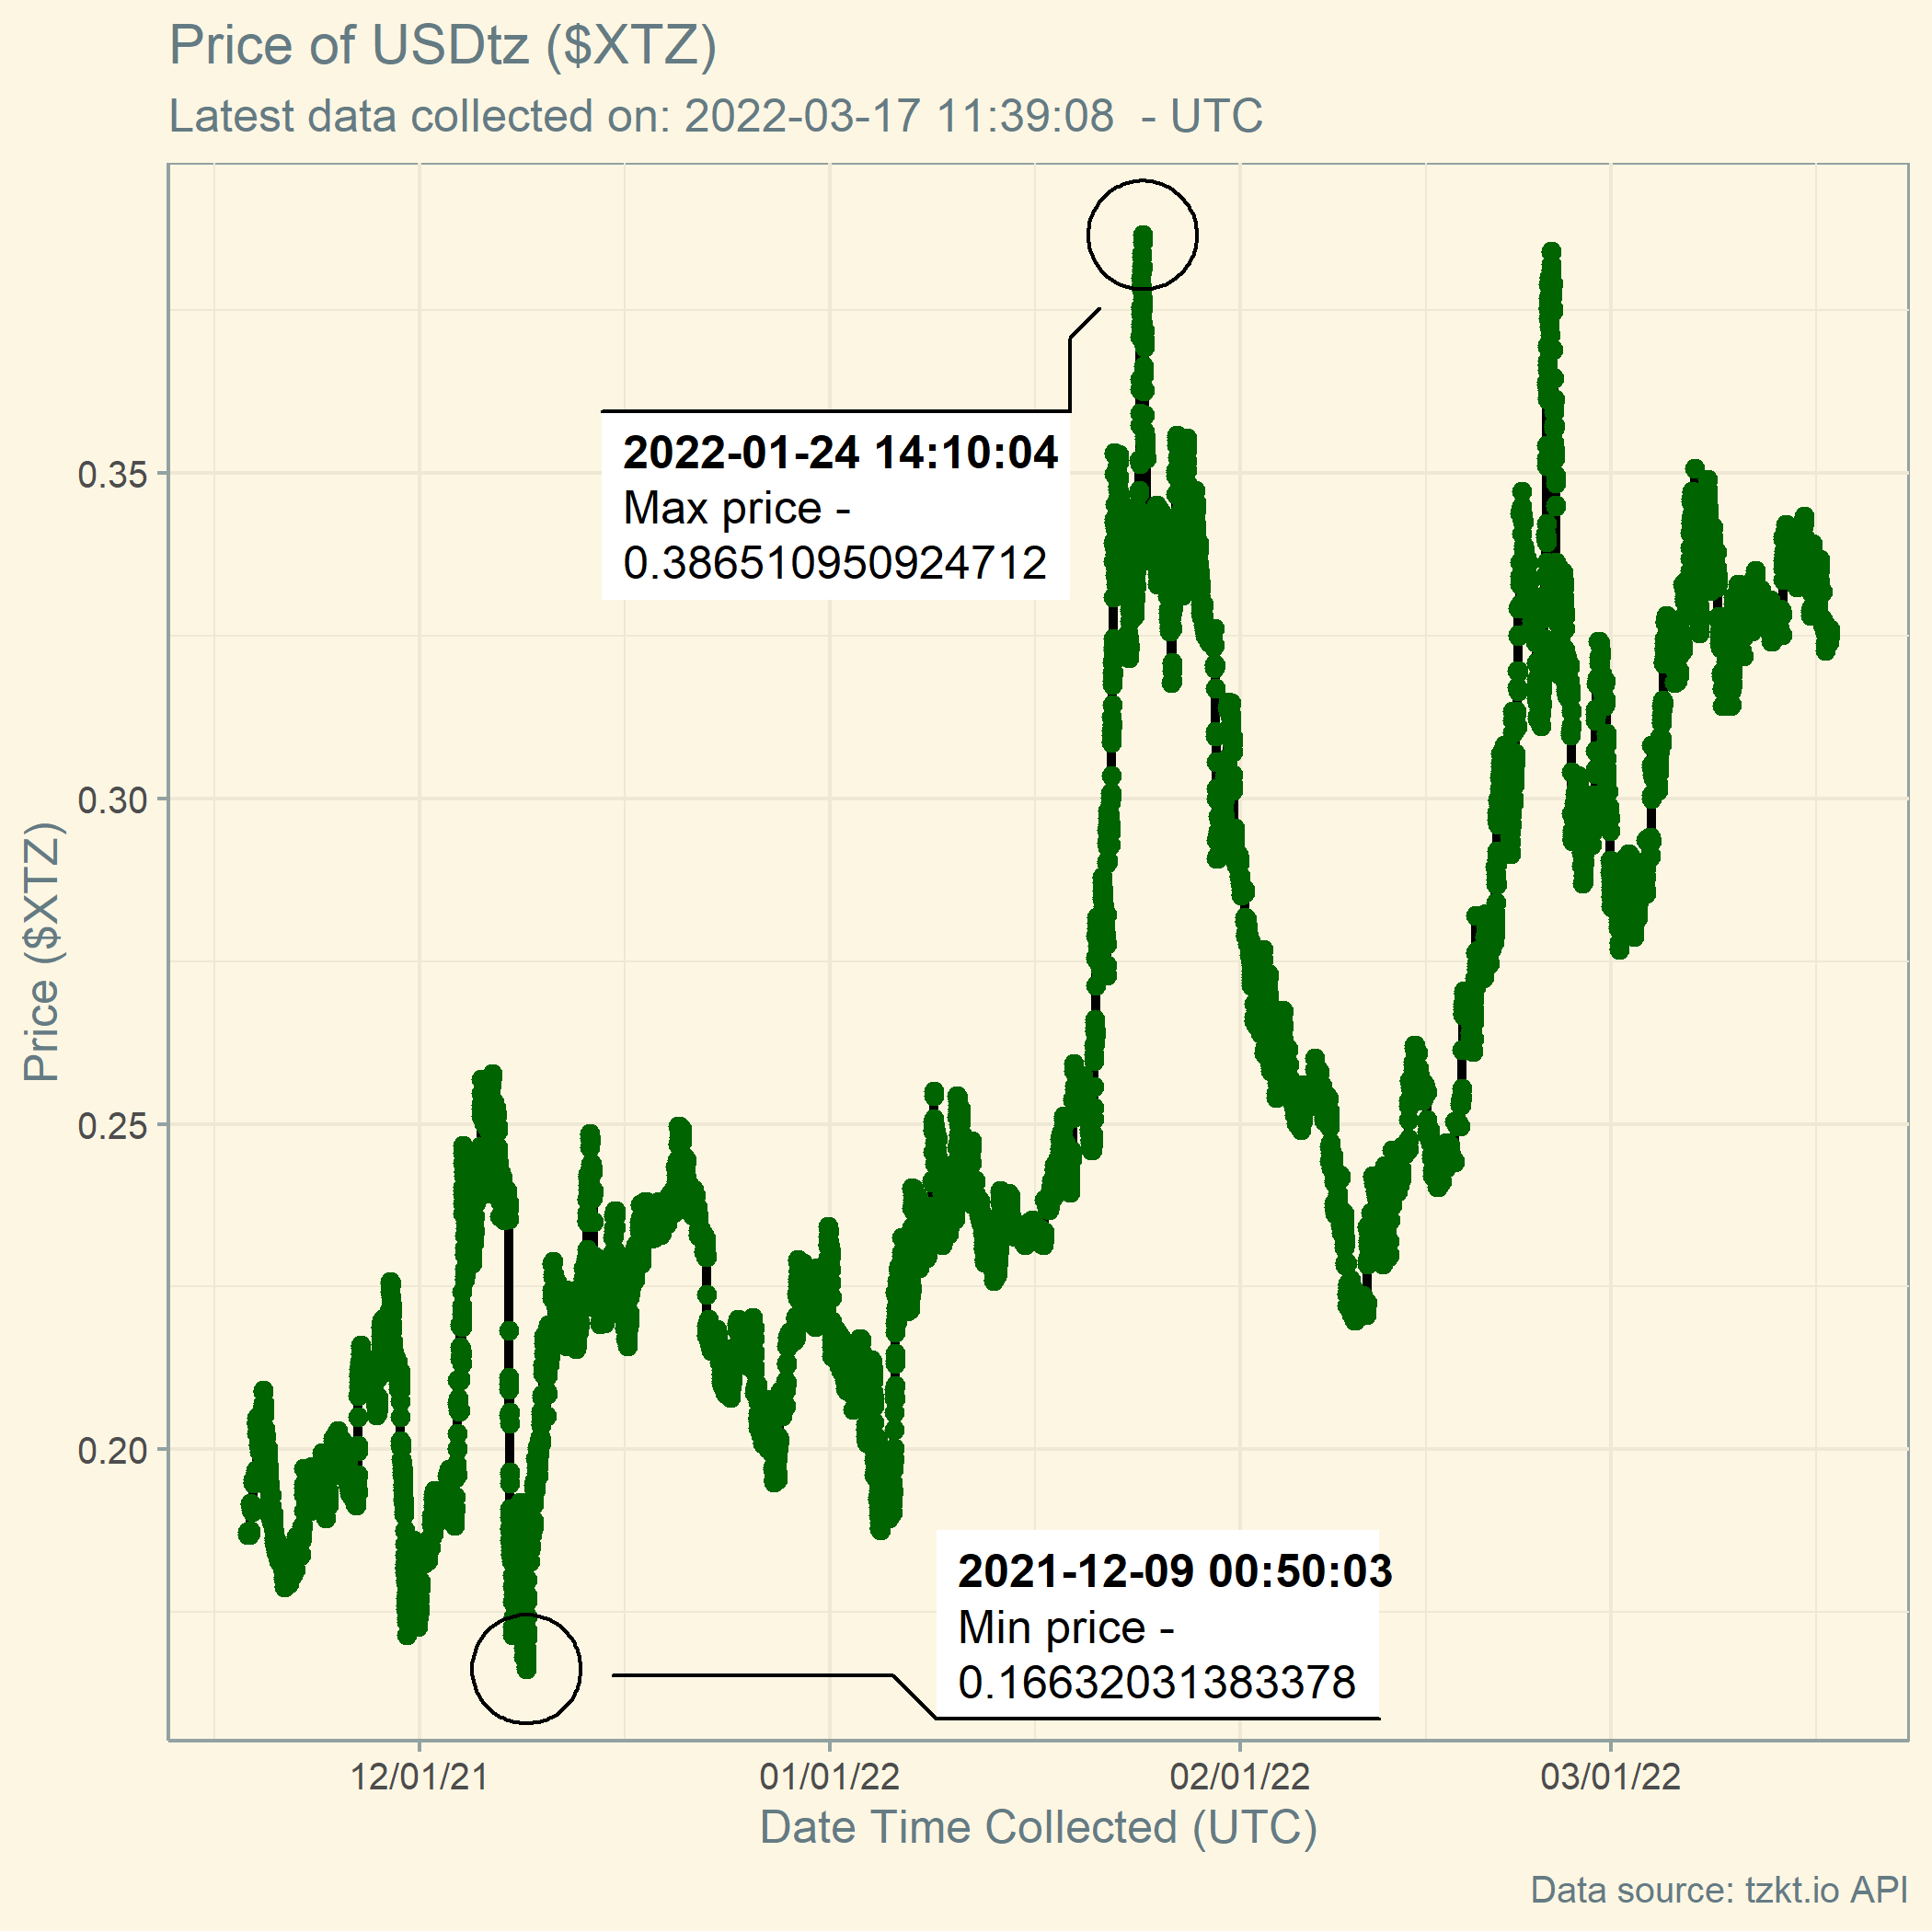 Price of USDtz ($XTZ)
Latest data collected on: 2022-03-17 11:39:08  - UTC
2022-01-24 14:10:04
Max price -
0.386510950924712
0.35
0.30
0.25
0.20
Price ($XTZ)
2021-12-09 00:50:03
Min price -
0.16632031383378
12/01/21
01/01/22
02/01/22
03/01/22
Date Time Collected (UTC)
Data source: tzkt.io API